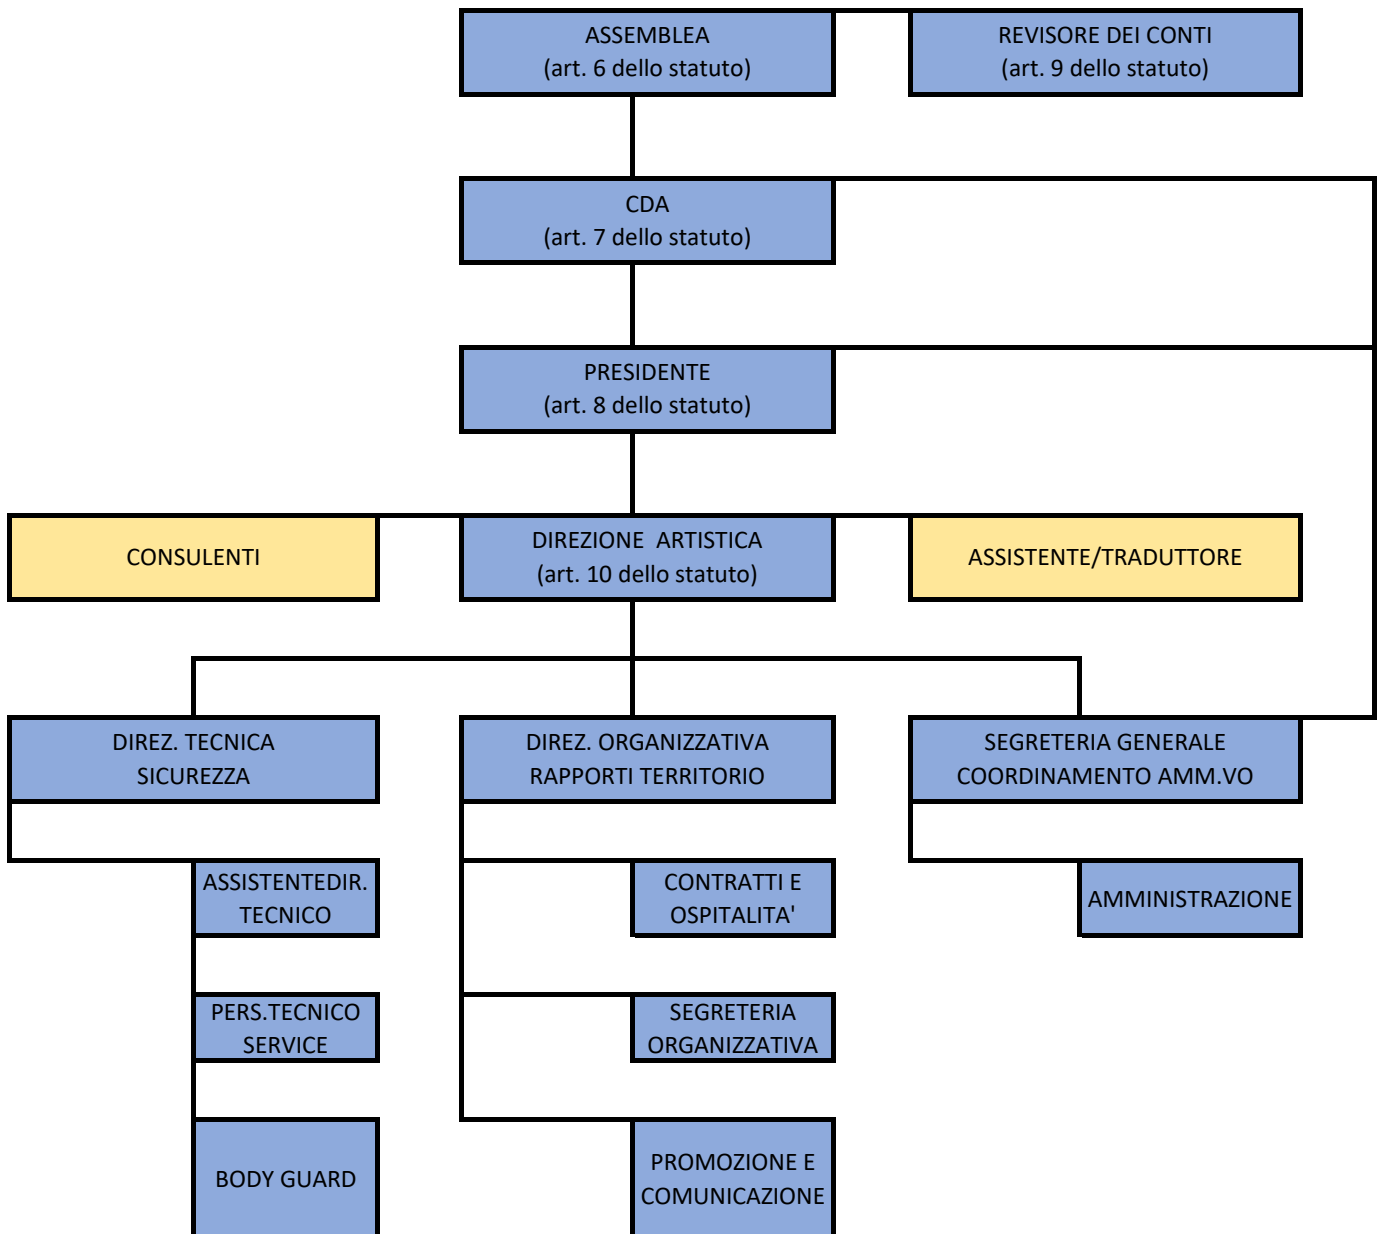 ASSEMBLEA
(art. 6 dello statuto)
REVISORE DEI CONTI
(art. 9 dello statuto)
CDA
(art. 7 dello statuto)
PRESIDENTE
(art. 8 dello statuto)
CONSULENTI
DIREZIONE  ARTISTICA
(art. 10 dello statuto)
ASSISTENTE/TRADUTTORE
DIREZ. TECNICA
SICUREZZA
DIREZ. ORGANIZZATIVA
RAPPORTI TERRITORIO
SEGRETERIA GENERALE
COORDINAMENTO AMM.VO
ASSISTENTEDIR.
TECNICO
CONTRATTI E
OSPITALITA'
AMMINISTRAZIONE
PERS.TECNICO
SERVICE
SEGRETERIA
ORGANIZZATIVA
BODY GUARD
PROMOZIONE E
COMUNICAZIONE